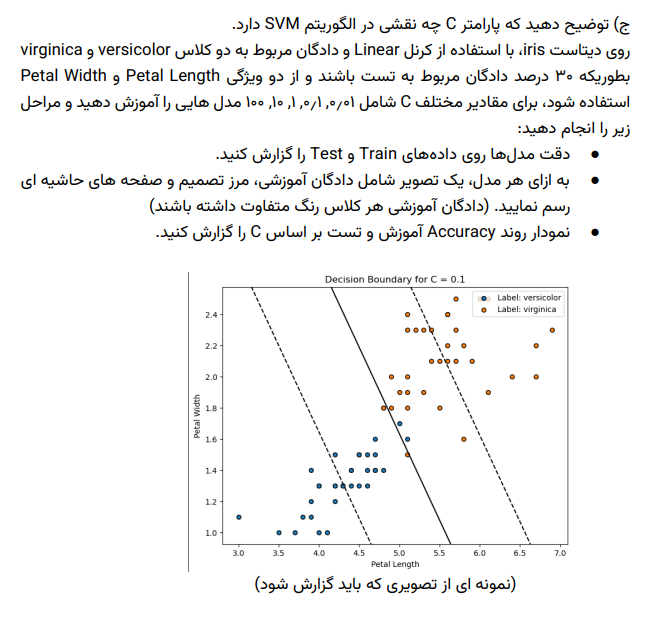 ج) توضیح دهید که پارامتر C چه نقشی در الگوریتم SVM دارد.
روی دیتاست iris، با استفاده از کرنل Linear و دادگان مربوط به دو کلاس versicolor و virginica
بطوریکه ۳۰ درصد دادگان مربوط به تست باشند و از دو ویژگی Petal Length و Petal Width
استفاده شود، برای مقادیر مختلف C شامل ۰٫۰۱, ۰٫۱, ۱, ۱۰, ۱۰۰ مدل هایی را آموزش دهید و مراحل
زیر را انجام دهید:
● دقت مدل‌ها روی داده‌های Train و Test را گزارش کنید.
● به ازای هر مدل، یک تصویر شامل دادگان آموزشی، مرز تصمیم و صفحه های حاشیه ای
رسم نمایید. (دادگان آموزشی هر کلاس رنگ متفاوت داشته باشند)
● نمودار روند Accuracy آموزش و تست بر اساس C را گزارش کنید.
Decision Boundary for C = 0.1
Label: versicolor
Label: virginica
Petal Width
2.4
2.2
2.0
1.8
1.6
1.4
1.2
1.0
3.0 3.5 4.0 4.5 5.0 5.5 6.0 6.5 7.0
Petal Length
(نمونه ای از تصویری که باید گزارش شود)